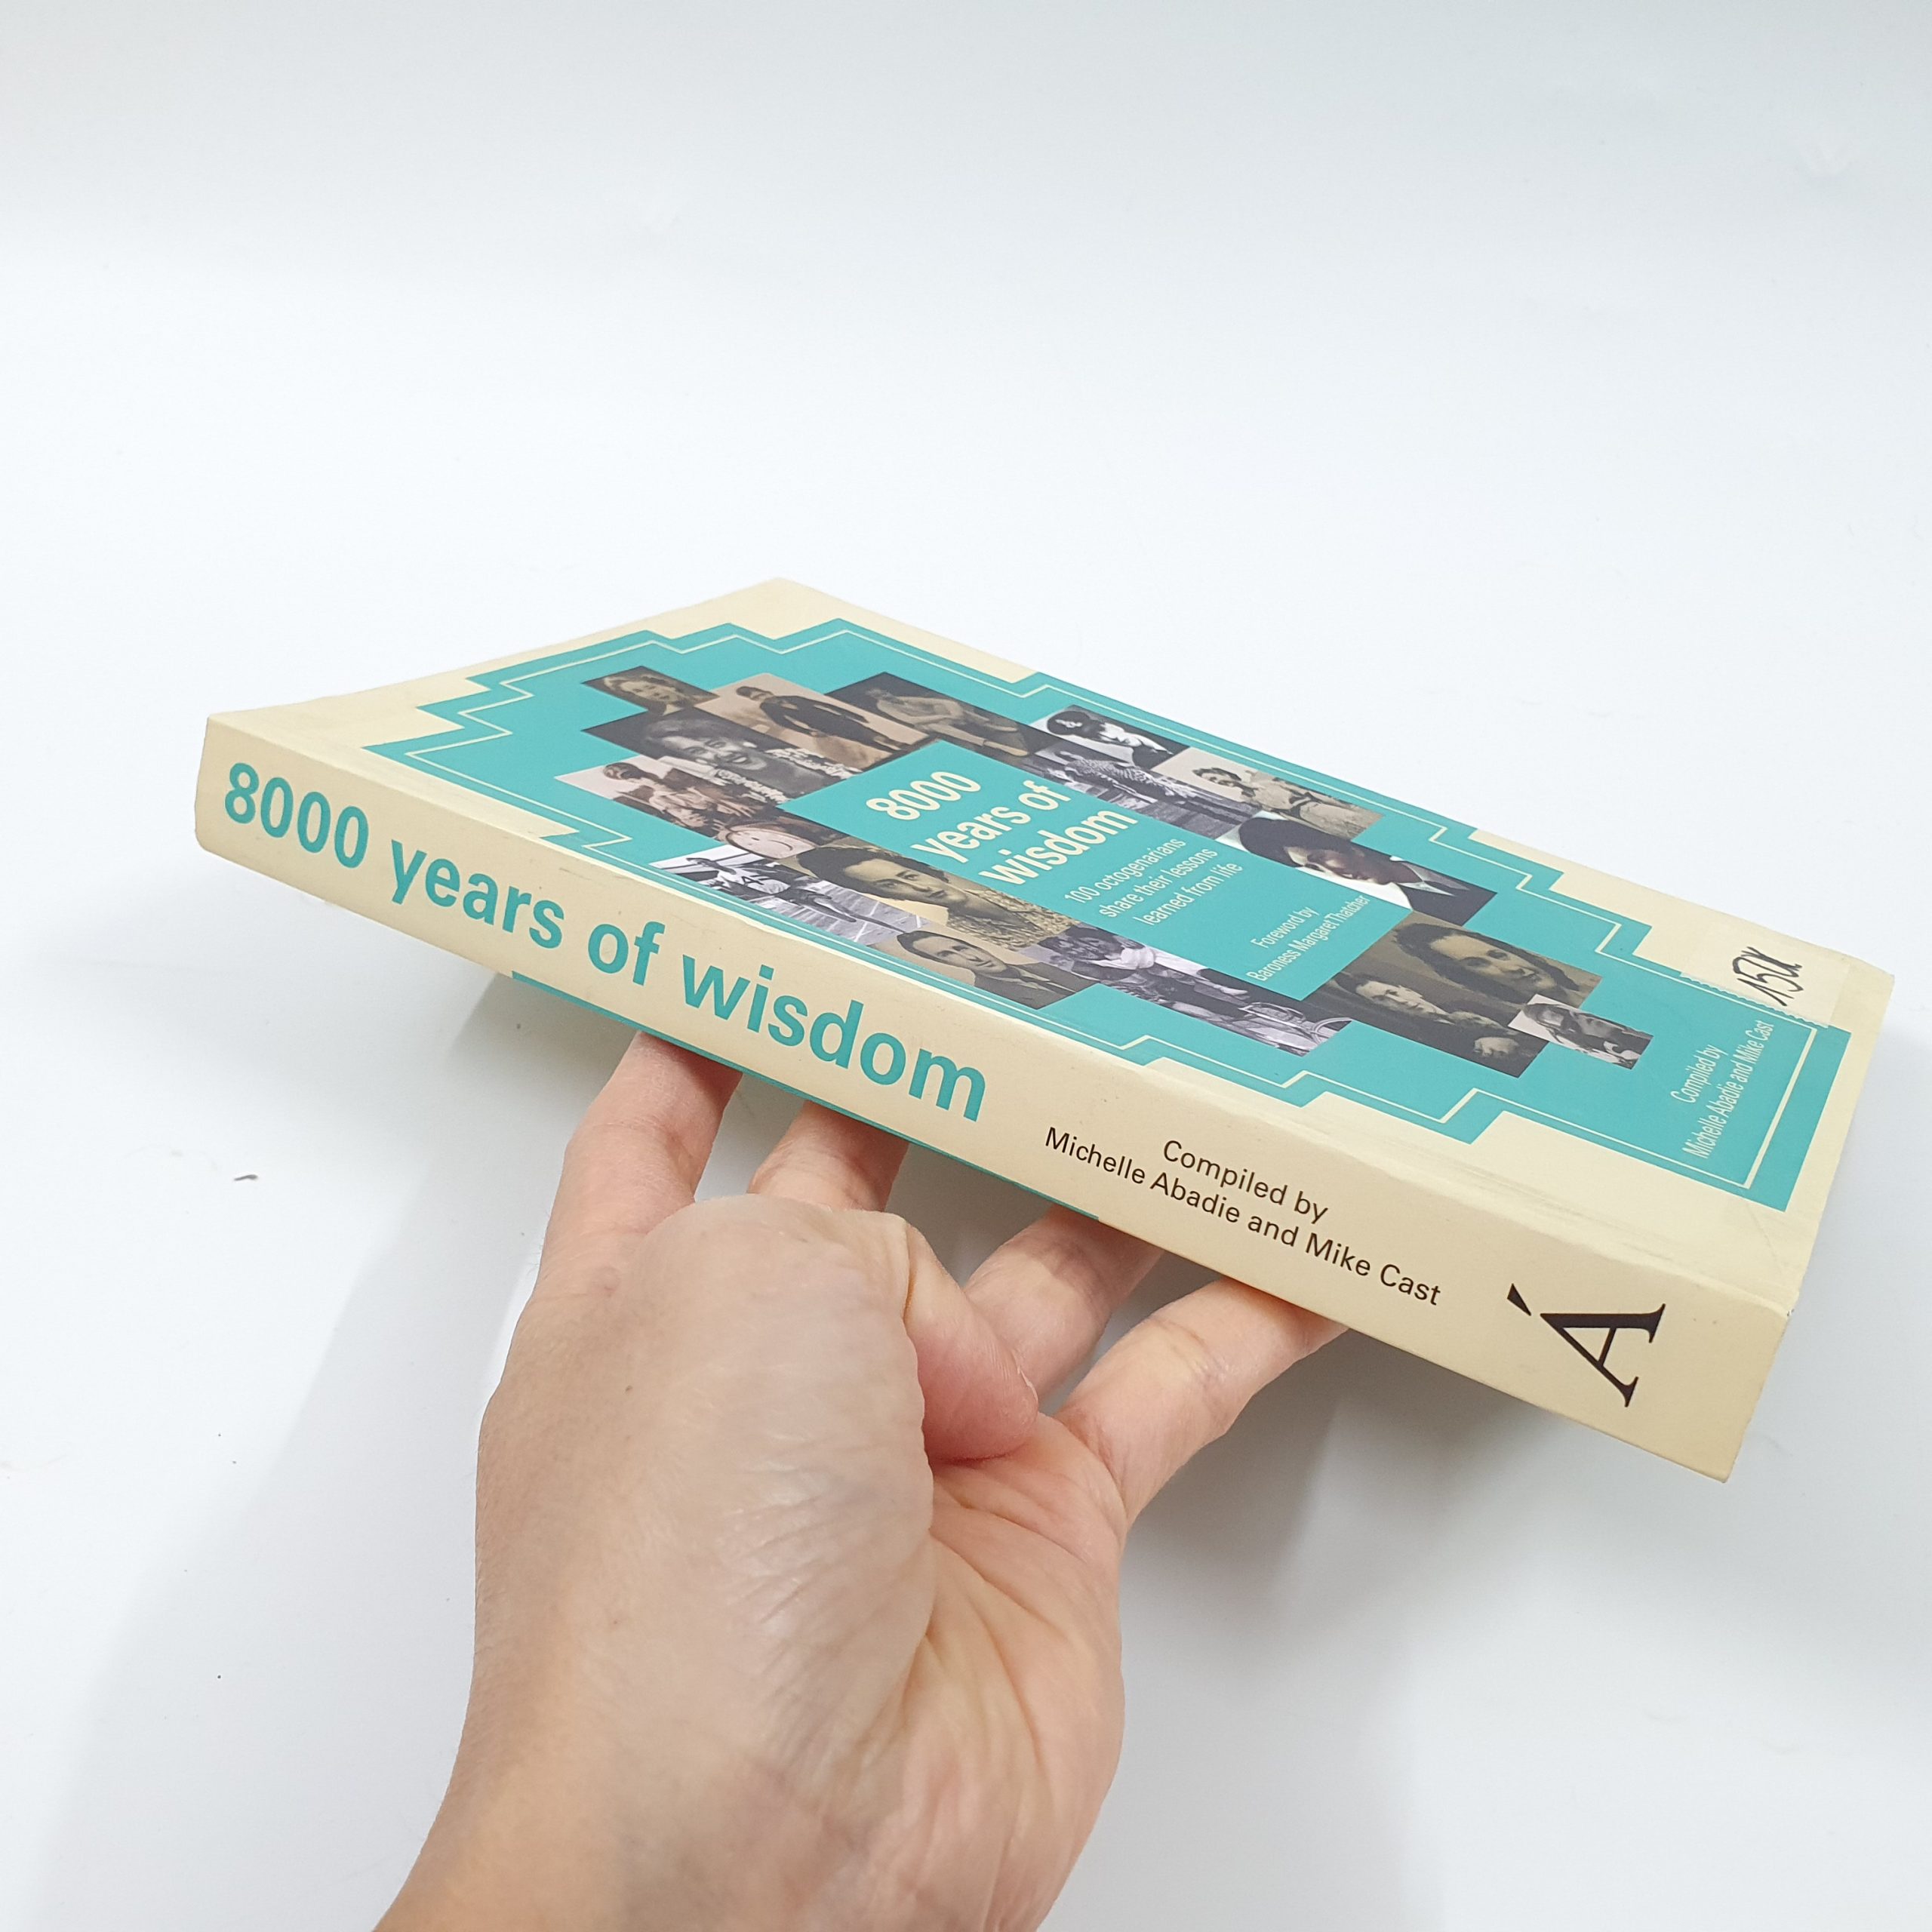 8000 years of wisdom
Compiled by
Michelle Abadie and Mike Cast
Á
8000
years of
wisdom
100 octogenarians
share their lessons
learned from life
Foreword by
Baroness Margaret Thatcher
Compiled by
Michelle Abadie and Mike Cast